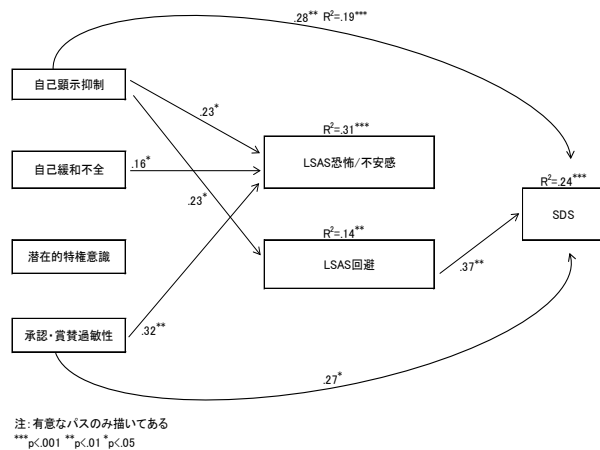 .28** R²=.19***
自己顕示抑制
.23*
R²=.31***
LSAS恐怖/不安感
自己緩和不全
.16*
R²=.24***
SDS
.23*
R²=.14**
LSAS回避
潜在的特権意識
.37**
承認・賞賛過敏性
.32**
.27*
注:有意なパスのみ描いてある
***p<.001 **p<.01 *p<.05